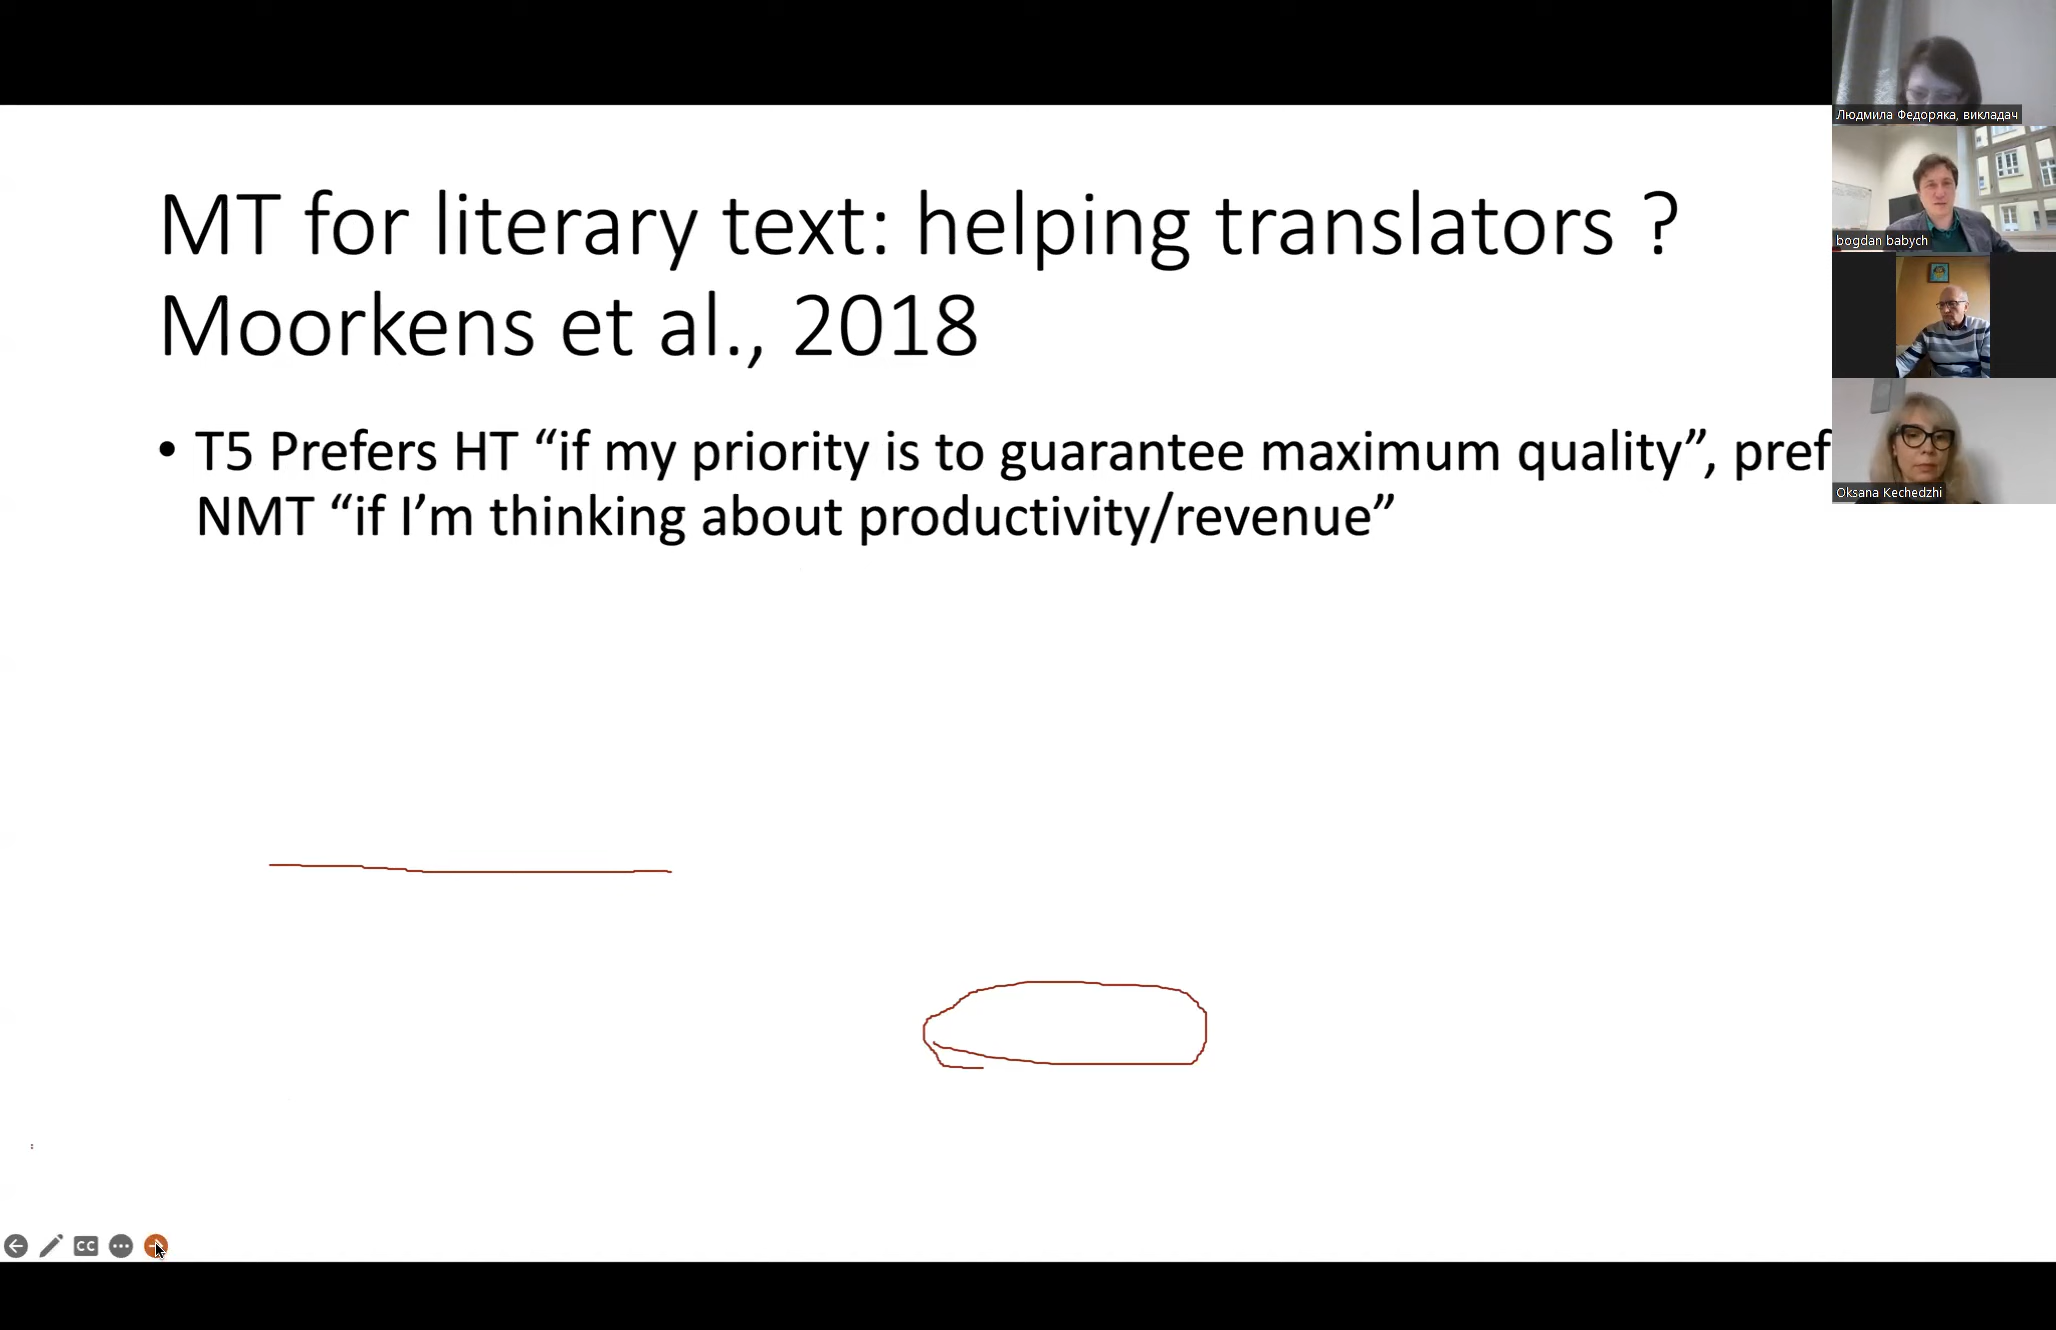 MT for literary text: helping translators ?
Moorkens et al., 2018
• T5 Prefers HT “if my priority is to guarantee maximum quality”, pref
NMT “if I’m thinking about productivity/revenue”
Людмила Федоряка, викладач
bogdan babych
Oksana Kechedzhi
CC